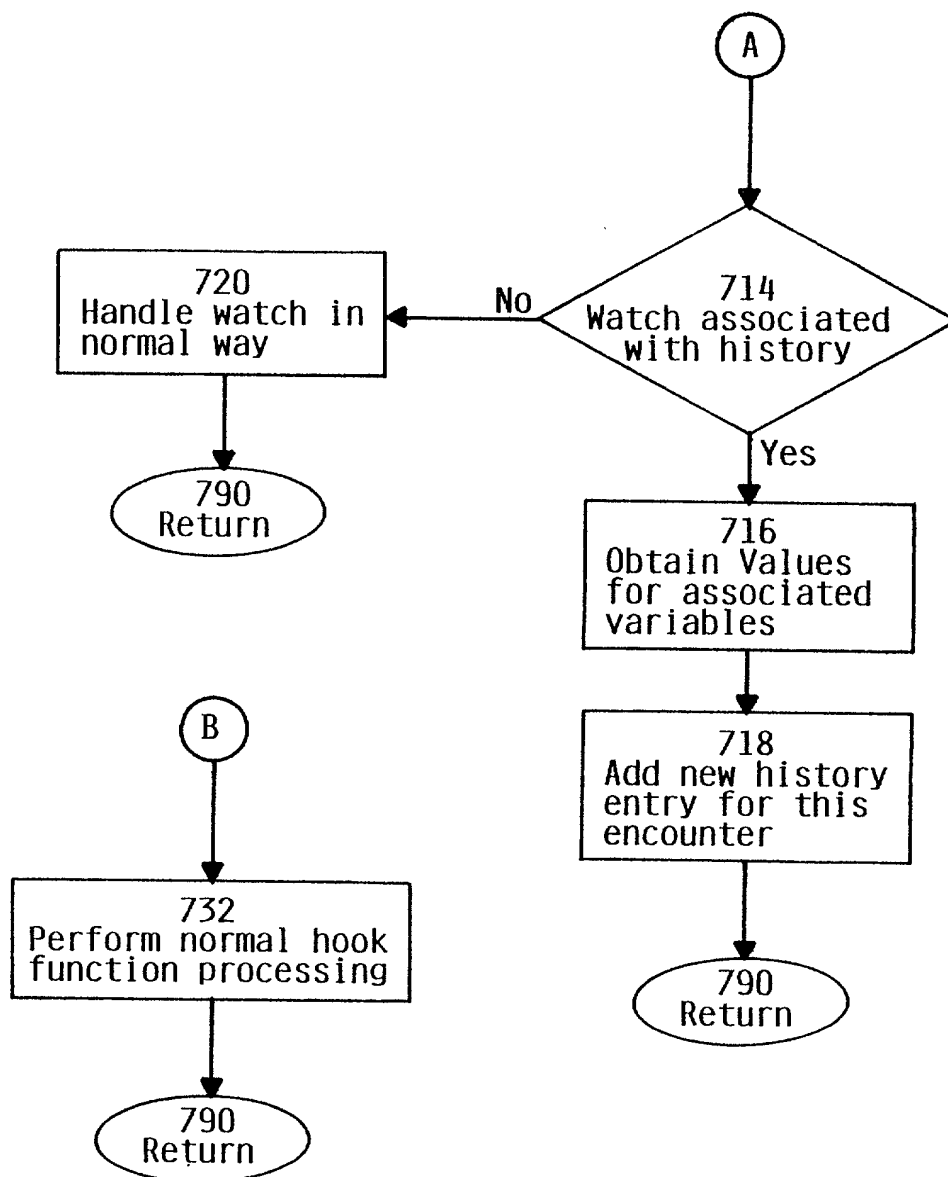 A
714
Watch associated
with history
No
720
Handle watch in
normal way
790
Return
Yes
716
Obtain Values
for associated
variables
718
Add new history
entry for this
encounter
790
Return
B
732
Perform normal hook
function processing
790
Return